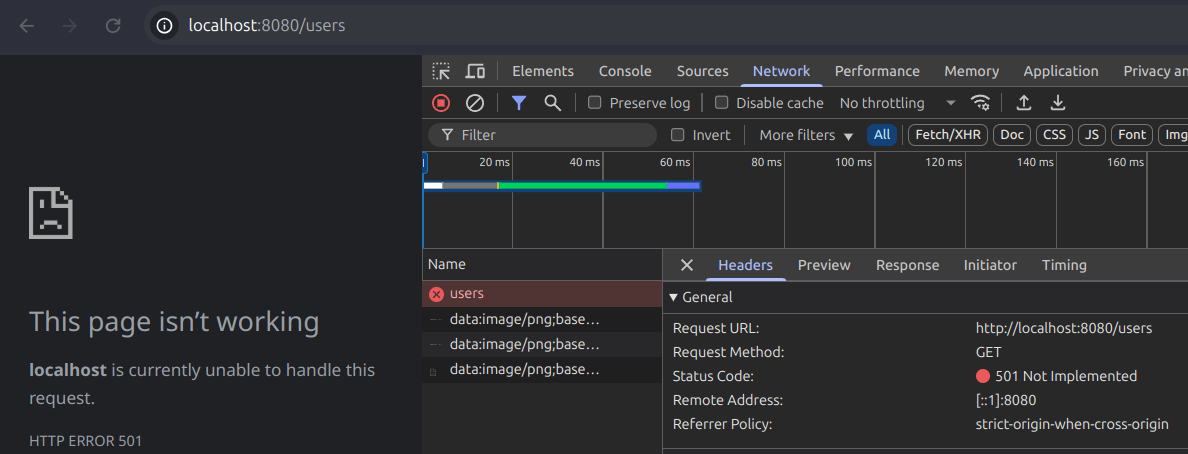 localhost:8080/users
Elements Console Sources Network Performance Memory Application Privacy an
Preserve log Disable cache No throttling
Filter Invert More filters All Fetch/XHR Doc CSS JS Font Img
20 ms 40 ms 60 ms 80 ms 100 ms 120 ms 140 ms 160 ms
Name
users
data:image/png;base…
data:image/png;base…
data:image/png;base…
Headers Preview Response Initiator Timing
General
Request URL: http://localhost:8080/users
Request Method: GET
Status Code: 501 Not Implemented
Remote Address: [::1]:8080
Referrer Policy: strict-origin-when-cross-origin
This page isn’t working
localhost is currently unable to handle this
request.
HTTP ERROR 501